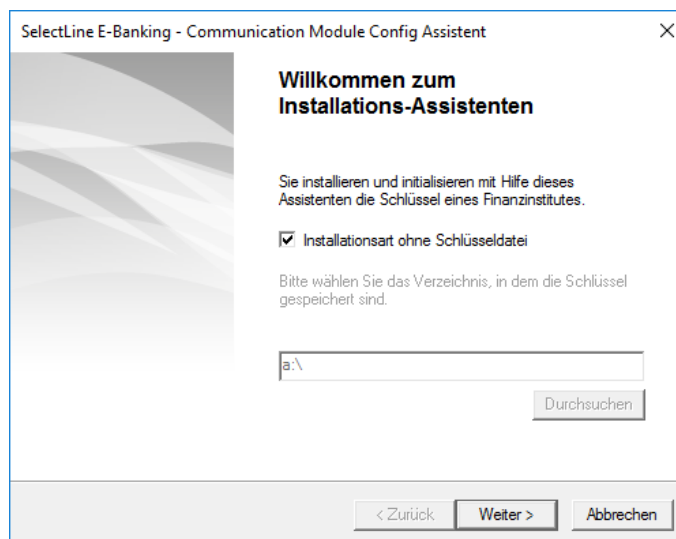 SelectLine E-Banking - Communication Module Config Assistent
Willkommen zum
Installations-Assistenten
Sie installieren und initialisieren mit Hilfe dieses
Assistenten die Schlüssel eines Finanzinstitutes.
Installationsart ohne Schlüsseldatei
Bitte wählen Sie das Verzeichnis, in dem die Schlüssel
gespeichert sind.
a:\
Durchsuchen
< Zurück Weiter > Abbrechen